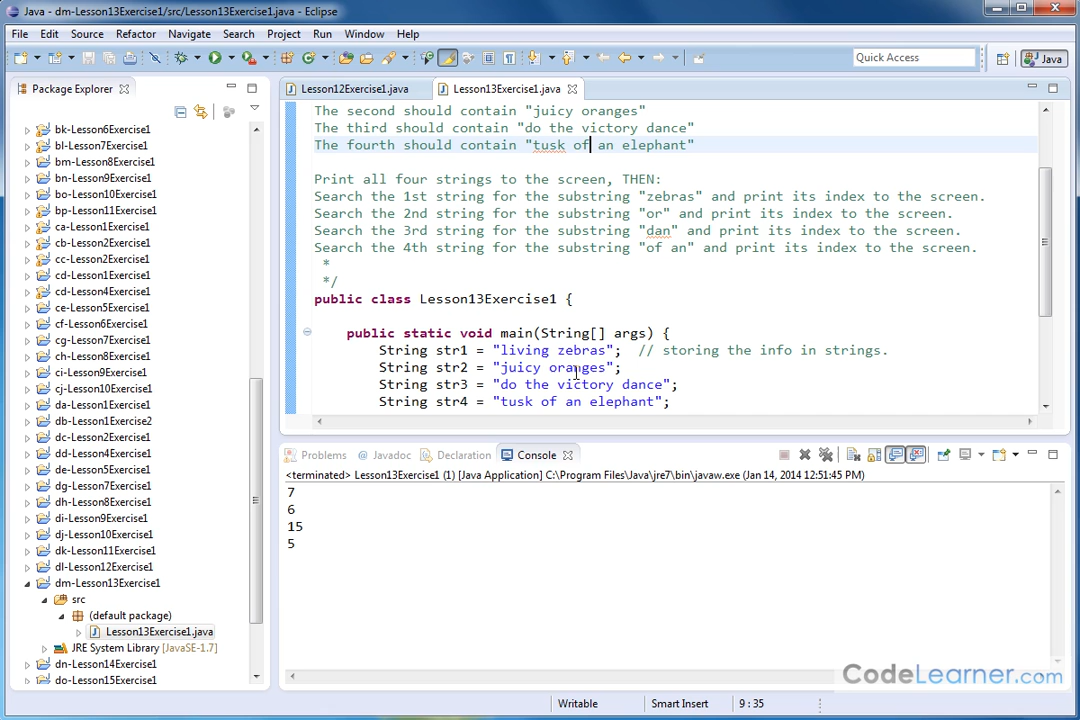 Java - dm-Lesson13Exercise1/src/Lesson13Exercise1.java - Eclipse
File Edit Source Refactor Navigate Search Project Run Window Help
Quick Access
Java
Package Explorer
bk-Lesson6Exercise1
bl-Lesson7Exercise1
bm-Lesson8Exercise1
bn-Lesson9Exercise1
bo-Lesson10Exercise1
bp-Lesson11Exercise1
ca-Lesson1Exercise1
cb-Lesson2Exercise1
cc-Lesson2Exercise1
cd-Lesson1Exercise1
cd-Lesson4Exercise1
ce-Lesson5Exercise1
cf-Lesson6Exercise1
cg-Lesson7Exercise1
ch-Lesson8Exercise1
ci-Lesson9Exercise1
cj-Lesson10Exercise1
da-Lesson1Exercise1
db-Lesson1Exercise2
dc-Lesson2Exercise1
dd-Lesson4Exercise1
de-Lesson5Exercise1
dg-Lesson7Exercise1
dh-Lesson8Exercise1
di-Lesson9Exercise1
dj-Lesson10Exercise1
dk-Lesson11Exercise1
dl-Lesson12Exercise1
dm-Lesson13Exercise1
src
(default package)
Lesson13Exercise1.java
JRE System Library [JavaSE-1.7]
dn-Lesson14Exercise1
do-Lesson15Exercise1
Lesson12Exercise1.java
Lesson13Exercise1.java
The second should contain "juicy oranges"
The third should contain "do the victory dance"
The fourth should contain "tusk of an elephant"
Print all four strings to the screen, THEN:
Search the 1st string for the substring "zebras" and print its index to the screen.
Search the 2nd string for the substring "or" and print its index to the screen.
Search the 3rd string for the substring "dan" and print its index to the screen.
Search the 4th string for the substring "of an" and print its index to the screen.
*
*/
public class Lesson13Exercise1 {
public static void main(String[] args) {
String str1 = "living zebras"; // storing the info in strings.
String str2 = "juicy oranges";
String str3 = "do the victory dance";
String str4 = "tusk of an elephant";
Problems @ Javadoc Declaration Console
<terminated> Lesson13Exercise1 (1) [Java Application] C:\Program Files\Java\jre7\bin\javaw.exe (Jan 14, 2014 12:51:45 PM)
7
6
15
5
CodeLearner.com
Writable Smart Insert 9 : 35